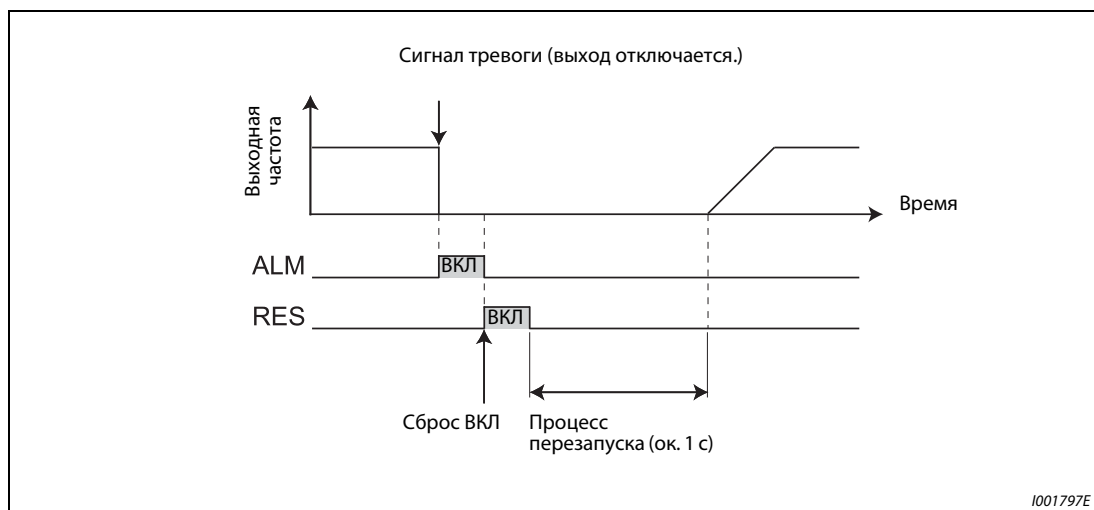 Сигнал тревоги (выход отключается.)
Выходная
частота
Время
ALM
ВКЛ
RES
ВКЛ
Сброс ВКЛ
Процесс
перезапуска (ок. 1 с)
I001797E